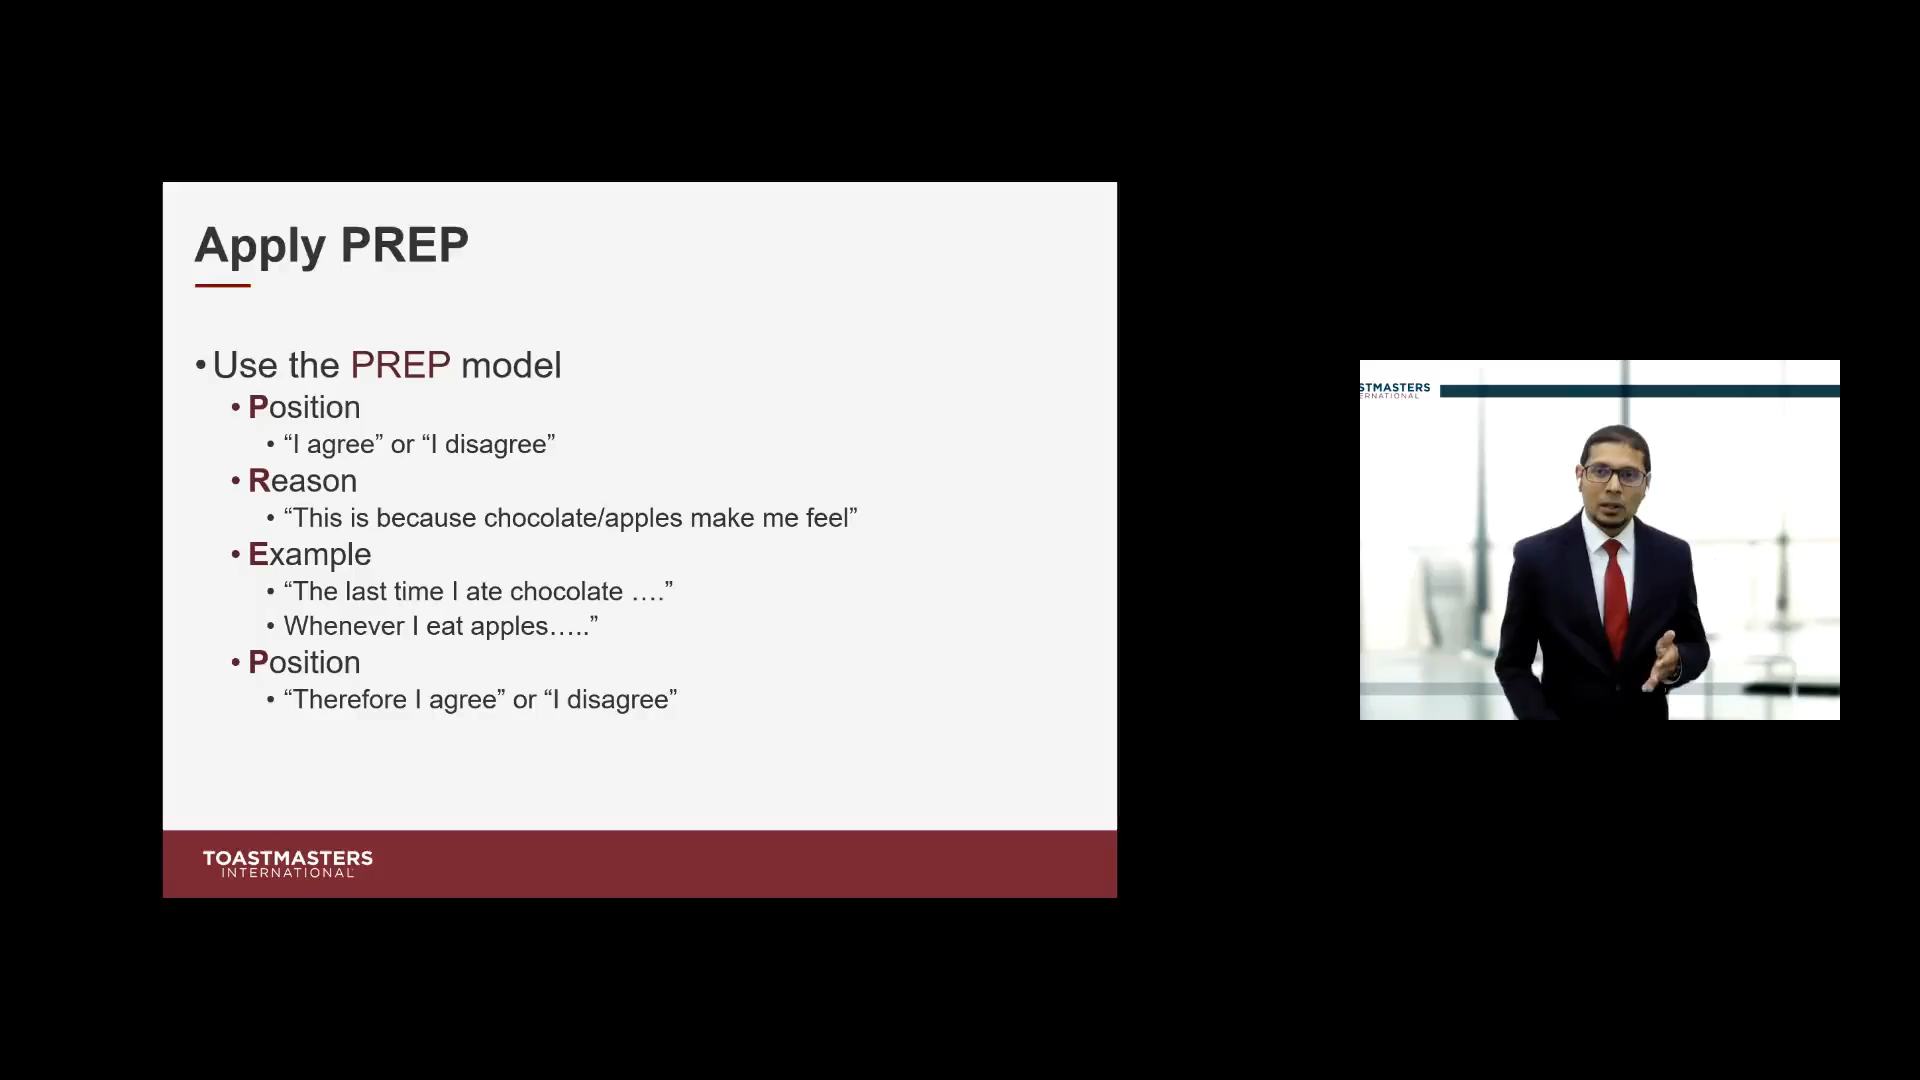 Apply PREP
• Use the PREP model
• Position
• “I agree” or “I disagree”
• Reason
• “This is because chocolate/apples make me feel”
• Example
• “The last time I ate chocolate ….”
• Whenever I eat apples…..”
• Position
• “Therefore I agree” or “I disagree”
TOASTMASTERS
INTERNATIONAL
STMASTERS
ERNATIONAL